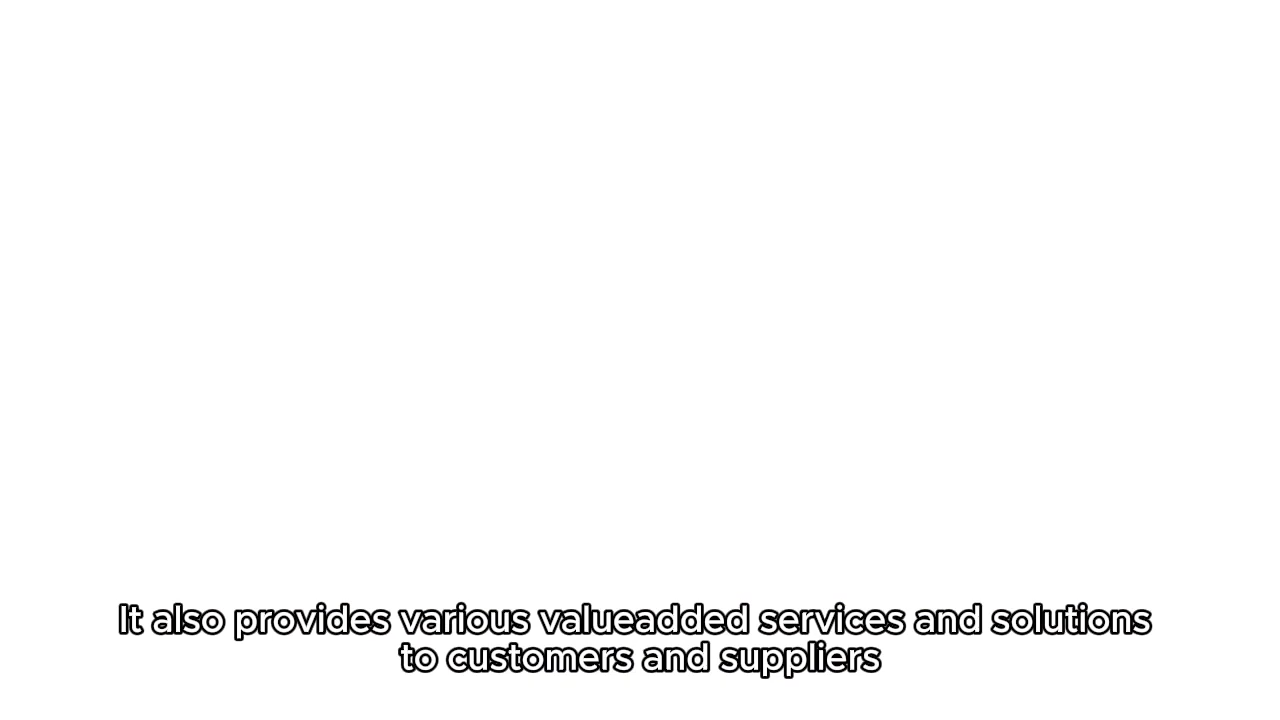 It also provides various valueadded services and solutions
to customers and suppliers